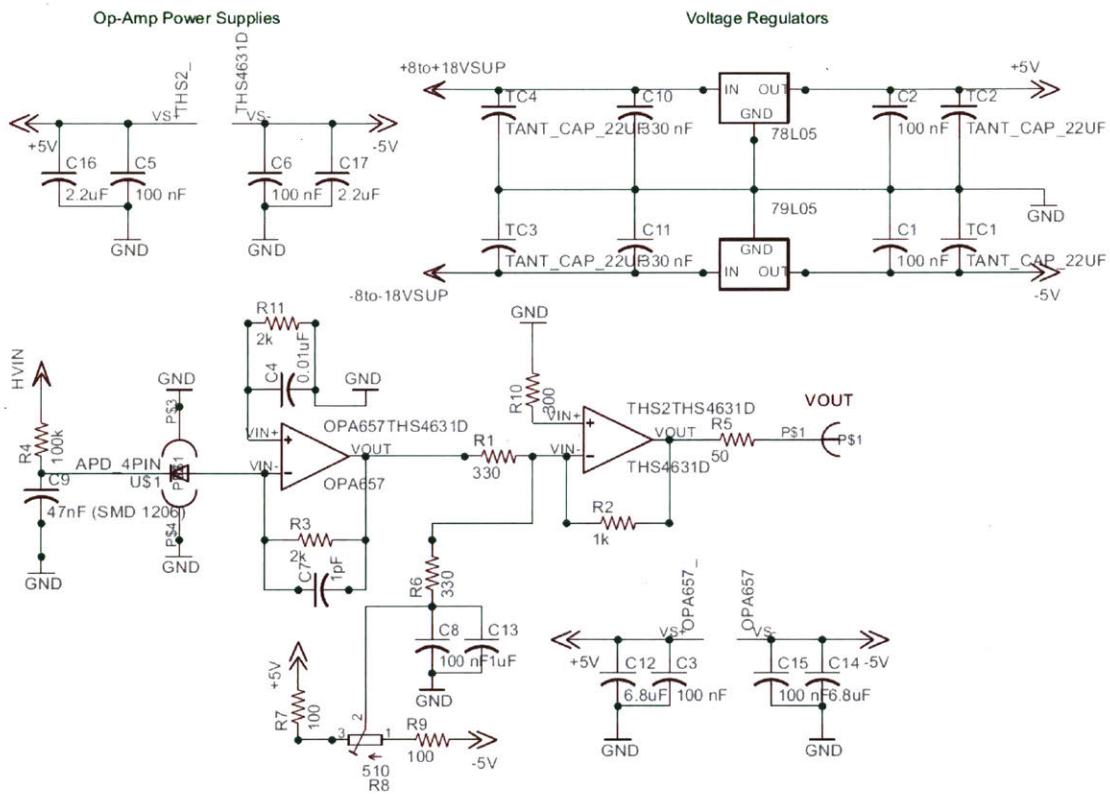 Op-Amp Power Supplies
Voltage Regulators
THS2_
THS4631D
VS+
VS-
+5V
-5V
C16
2.2uF
C5
100 nF
C6
100 nF
C17
2.2uF
GND
GND
+8to+18VSUP
+5V
TC4
TANT_CAP_22UF
C10
330 nF
IN
OUT
GND
78L05
C2
100 nF
TC2
TANT_CAP_22UF
79L05
GND
TC3
TANT_CAP_22UF
C11
330 nF
GND
IN
OUT
C1
100 nF
TC1
TANT_CAP_22UF
-8to-18VSUP
-5V
R11
2k
C4
0.01uF
GND
HVIN
R4
100k
C9
47nF (SMD 1206)
GND
GND
P$3
APD_4PIN
U$1
P$4
GND
VIN+
VIN-
OPA657THS4631D
VOUT
OPA657
R3
2k
C7
1pF
R1
330
GND
R10
300
VIN+
VIN-
THS2THS4631D
VOUT
THS4631D
R5
50
VOUT
P$1
P$1
R2
1k
R6
330
C8
100 nF
C13
1uF
GND
+5V
R7
100
3
2
1
510
R8
R9
100
-5V
OPA657_
OPA657
VS+
VS-
+5V
-5V
C12
6.8uF
C3
100 nF
C15
100 nF
C14
6.8uF
GND
GND